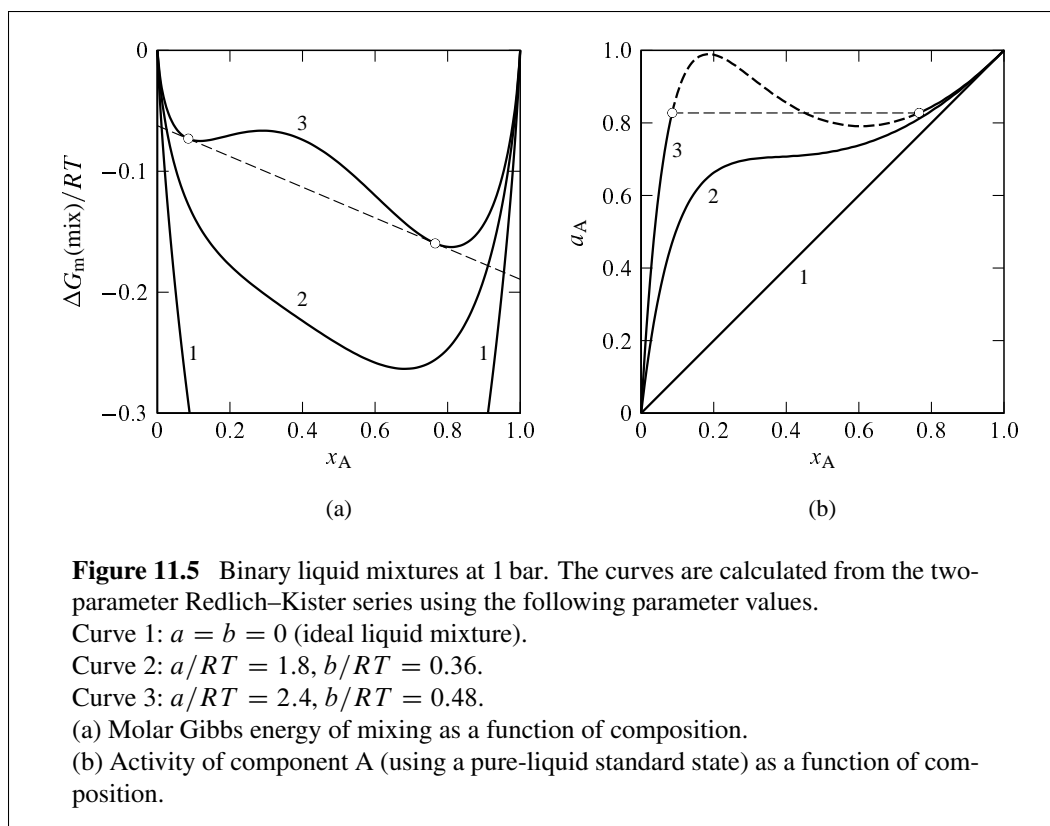 0
−0.1
−0.2
−0.3
ΔG_m(mix)/RT
3
2
1
1
0 0.2 0.4 0.6 0.8 1.0
x_A
(a)
1.0
0.8
0.6
0.4
0.2
0
a_A
3
2
1
0 0.2 0.4 0.6 0.8 1.0
x_A
(b)
Figure 11.5 Binary liquid mixtures at 1 bar. The curves are calculated from the two-
parameter Redlich–Kister series using the following parameter values.
Curve 1: a = b = 0 (ideal liquid mixture).
Curve 2: a/RT = 1.8, b/RT = 0.36.
Curve 3: a/RT = 2.4, b/RT = 0.48.
(a) Molar Gibbs energy of mixing as a function of composition.
(b) Activity of component A (using a pure-liquid standard state) as a function of com-
position.